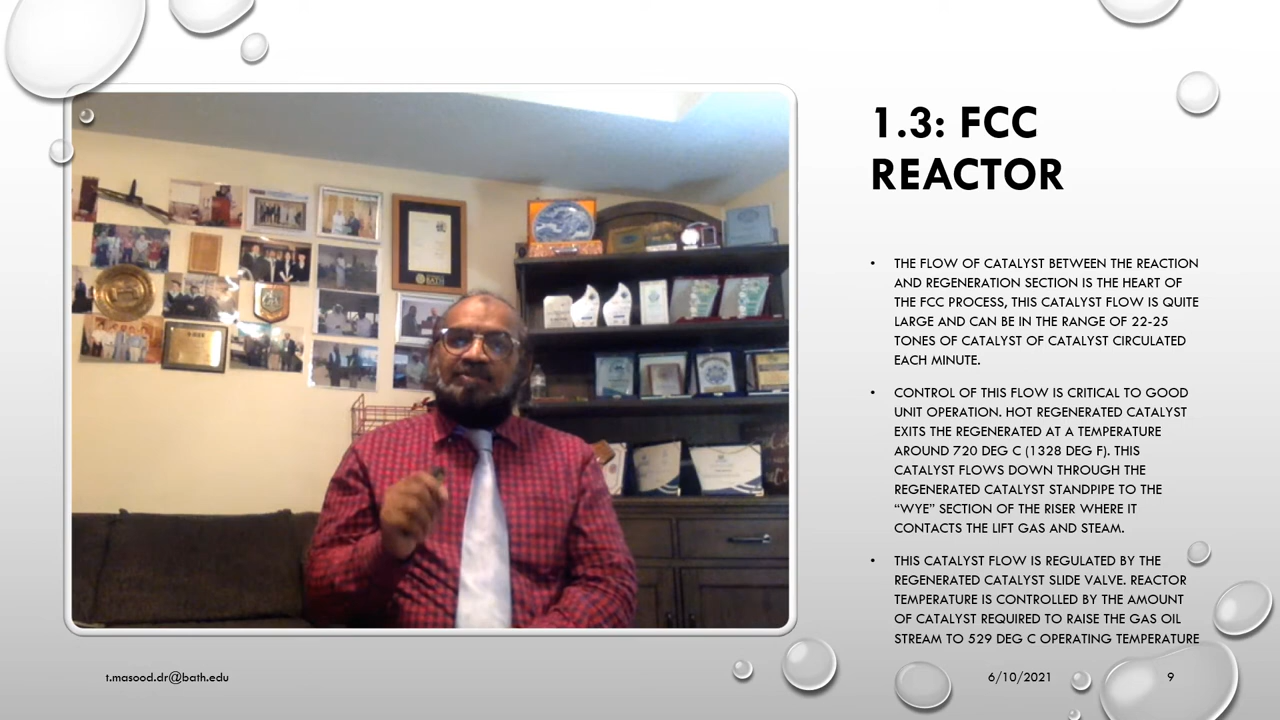 1.3: FCC
REACTOR
• THE FLOW OF CATALYST BETWEEN THE REACTION
AND REGENERATION SECTION IS THE HEART OF
THE FCC PROCESS, THIS CATALYST FLOW IS QUITE
LARGE AND CAN BE IN THE RANGE OF 22-25
TONES OF CATALYST OF CATALYST CIRCULATED
EACH MINUTE.
• CONTROL OF THIS FLOW IS CRITICAL TO GOOD
UNIT OPERATION. HOT REGENERATED CATALYST
EXITS THE REGENERATED AT A TEMPERATURE
AROUND 720 DEG C (1328 DEG F). THIS
CATALYST FLOWS DOWN THROUGH THE
REGENERATED CATALYST STANDPIPE TO THE
“WYE” SECTION OF THE RISER WHERE IT
CONTACTS THE LIFT GAS AND STEAM.
• THIS CATALYST FLOW IS REGULATED BY THE
REGENERATED CATALYST SLIDE VALVE. REACTOR
TEMPERATURE IS CONTROLLED BY THE AMOUNT
OF CATALYST REQUIRED TO RAISE THE GAS OIL
STREAM TO 529 DEG C OPERATING TEMPERATURE
t.masood.dr@bath.edu
6/10/2021
9
BATH